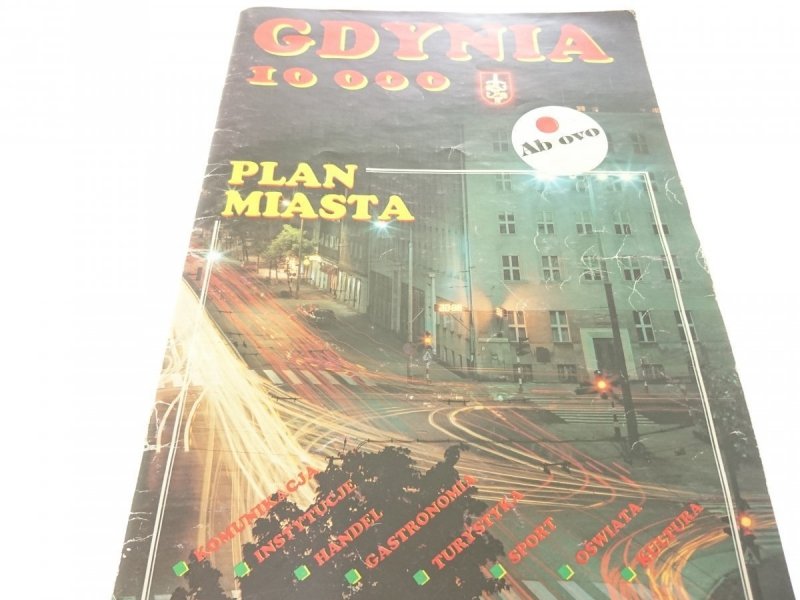 GDYNIA
10 000
Ab ovo
PLAN
MIASTA
KOMUNIKACJA
INSTYTUCJE
HANDEL
GASTRONOMIA
TURYSTYKA
SPORT
OŚWIATA
KULTURA